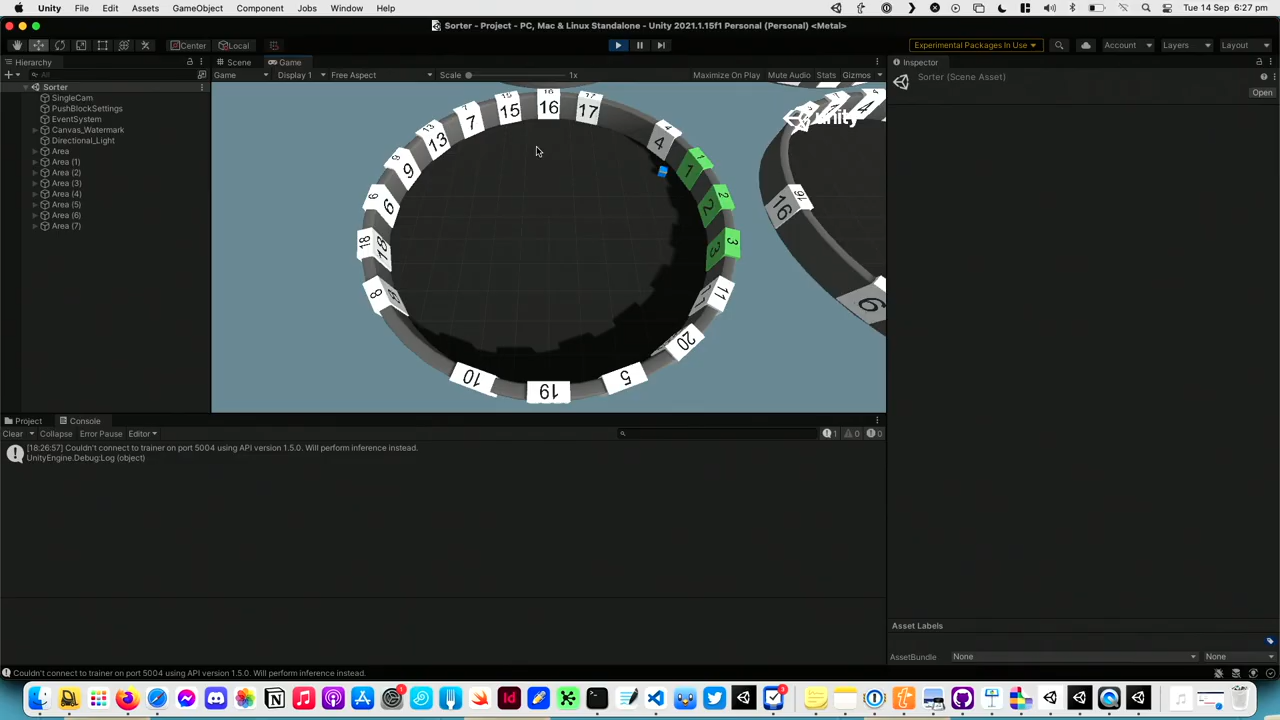 Unity File Edit Assets GameObject Component Jobs Window Help Tue 14 Sep 6:27 pm
Sorter - Project - PC, Mac & Linux Standalone - Unity 2021.1.15f1 Personal (Personal) <Metal>
Center Local Experimental Packages In Use Account Layers Layout
Hierarchy Scene Game Inspector
All Game Display 1 Free Aspect Scale 1x Maximize On Play Mute Audio Stats Gizmos Sorter (Scene Asset)
Open
Sorter
SingleCam
PushBlockSettings
EventSystem
Canvas_Watermark
Directional_Light
Area
Area (1)
Area (2)
Area (3)
Area (4)
Area (5)
Area (6)
Area (7)
unity
16 17 4 1 2 3 11 20 5 19 10 8 18 6 9 13 7 15
16 6 4
Project Console
Clear Collapse Error Pause Editor 1 0 0
[18:26:57] Couldn't connect to trainer on port 5004 using API version 1.5.0. Will perform inference instead.
UnityEngine.Debug:Log (object)
Asset Labels
AssetBundle None None
Couldn't connect to trainer on port 5004 using API version 1.5.0. Will perform inference instead.